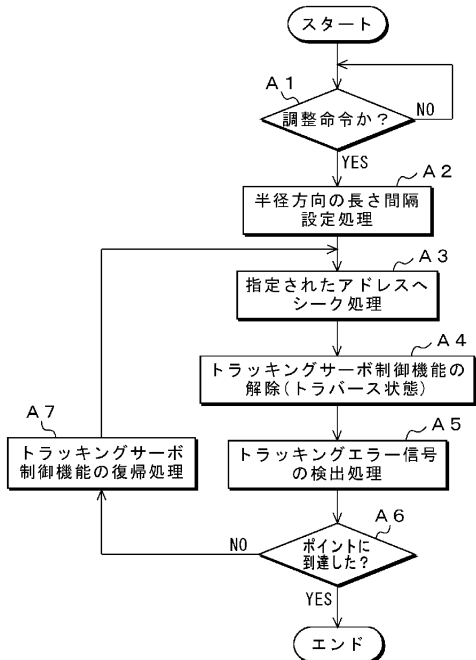 スタート
A1
調整命令か？
NO
YES
A2
半径方向の長さ間隔
設定処理
A3
指定されたアドレスへ
シーク処理
A4
トラッキングサーボ制御機能の
解除(トラバース状態)
A5
トラッキングエラー信号
の検出処理
A7
トラッキングサーボ
制御機能の復帰処理
A6
ポイントに
到達した？
NO
YES
エンド